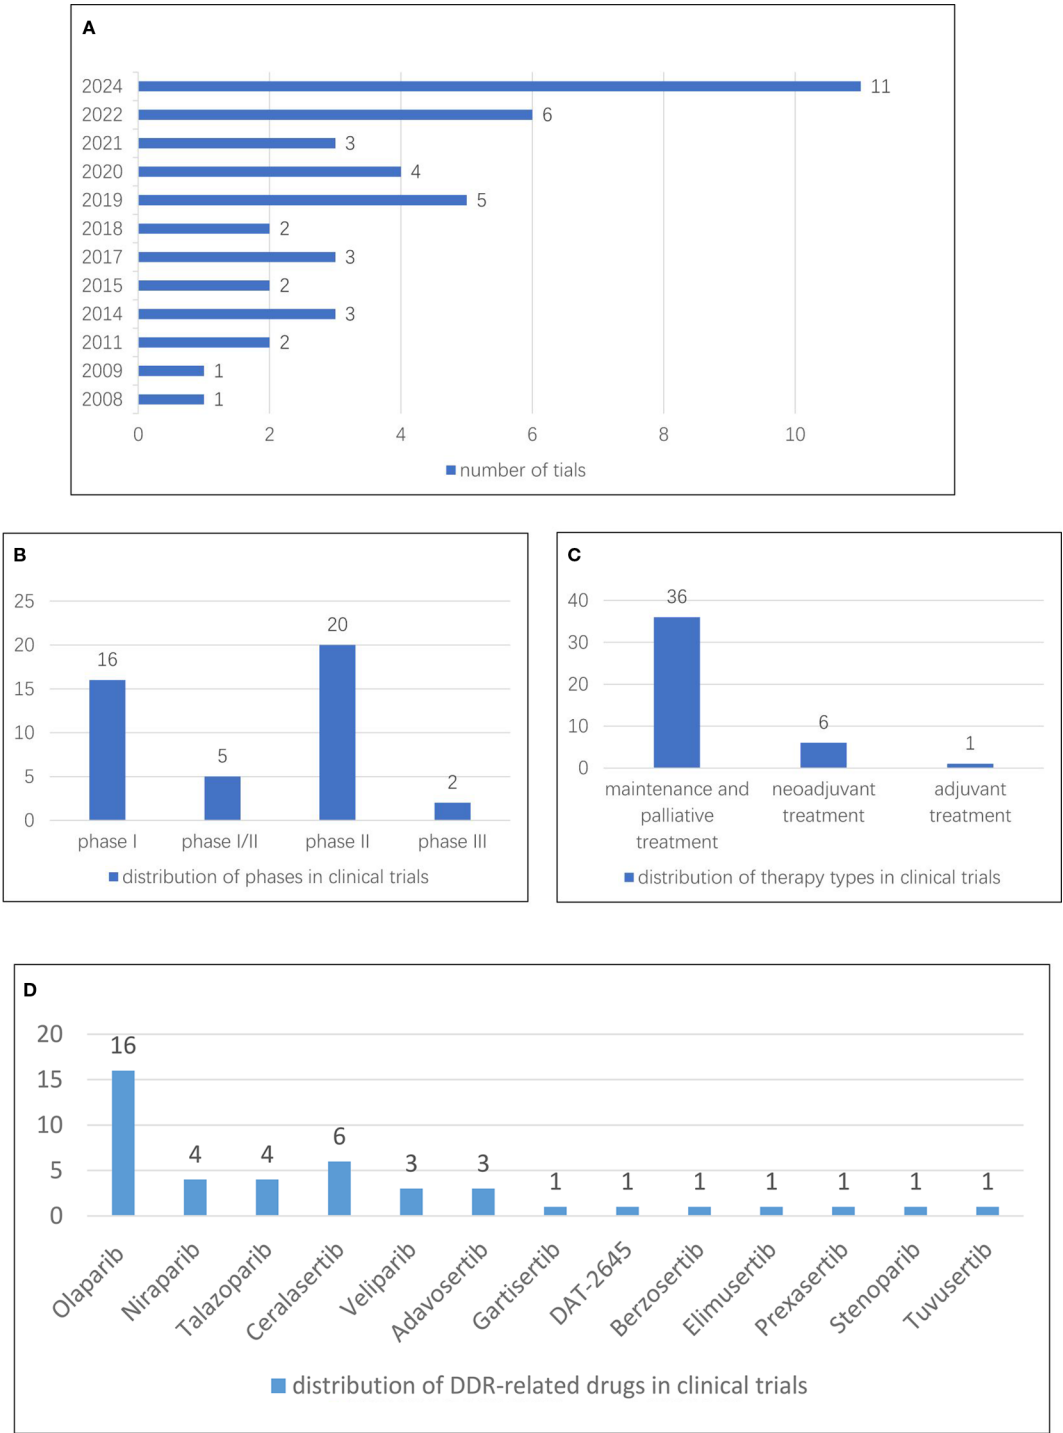 A
2024 11
2022 6
2021 3
2020 4
2019 5
2018 2
2017 3
2015 2
2014 3
2011 2
2009 1
2008 1
0 2 4 6 8 10
number of tials
B
25
20
15
10
5
0
16 5 20 2
phase I phase I/II phase II phase III
distribution of phases in clinical trials
C
40
30
20
10
0
36 6 1
maintenance and
palliative
treatment
neoadjuvant
treatment
adjuvant
treatment
distribution of therapy types in clinical trials
D
20
15
10
5
0
16 4 4 6 3 3 1 1 1 1 1 1 1
Olaparib
Niraparib
Talazoparib
Ceralasertib
Veliparib
Adavosertib
Gartisertib
DAT-2645
Berzosertib
Elimusertib
Prexasertib
Stenoparib
Tuvusertib
distribution of DDR-related drugs in clinical trials